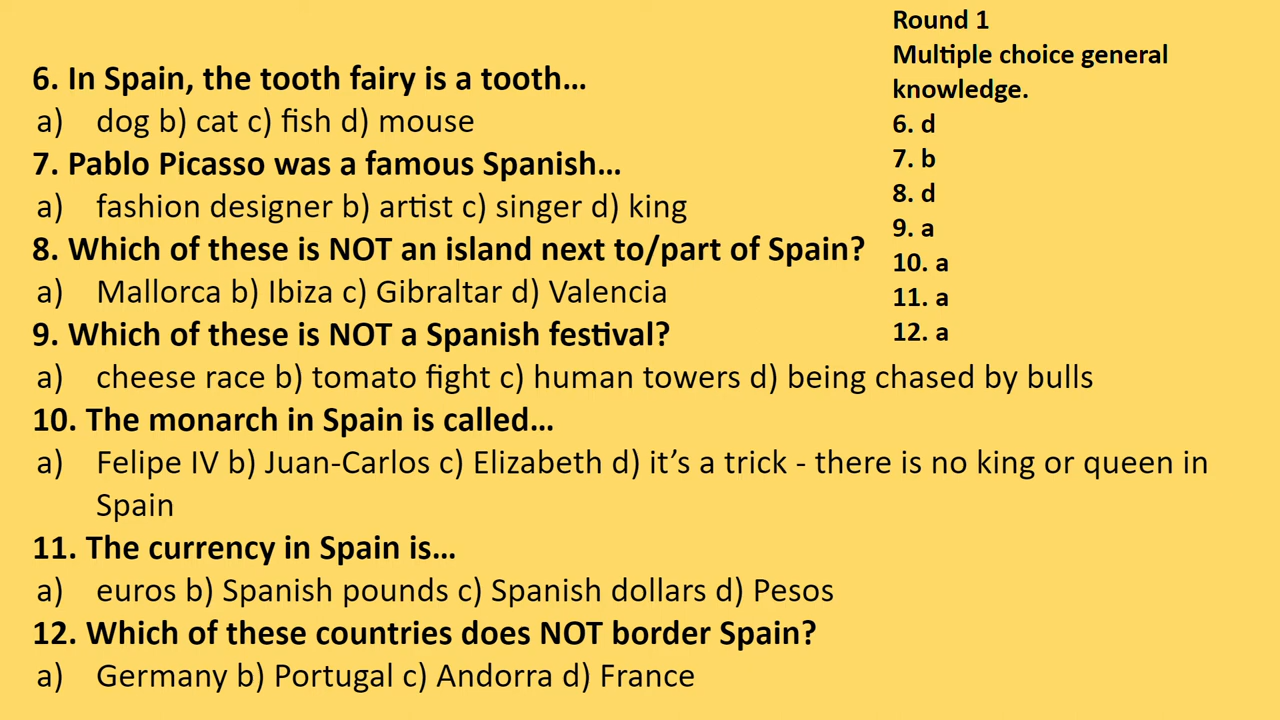 6. In Spain, the tooth fairy is a tooth…
a) dog b) cat c) fish d) mouse
7. Pablo Picasso was a famous Spanish…
a) fashion designer b) artist c) singer d) king
8. Which of these is NOT an island next to/part of Spain?
a) Mallorca b) Ibiza c) Gibraltar d) Valencia
9. Which of these is NOT a Spanish festival?
a) cheese race b) tomato fight c) human towers d) being chased by bulls
10. The monarch in Spain is called…
a) Felipe IV b) Juan-Carlos c) Elizabeth d) it’s a trick - there is no king or queen in
Spain
11. The currency in Spain is…
a) euros b) Spanish pounds c) Spanish dollars d) Pesos
12. Which of these countries does NOT border Spain?
a) Germany b) Portugal c) Andorra d) France
Round 1
Multiple choice general
knowledge.
6. d
7. b
8. d
9. a
10. a
11. a
12. a